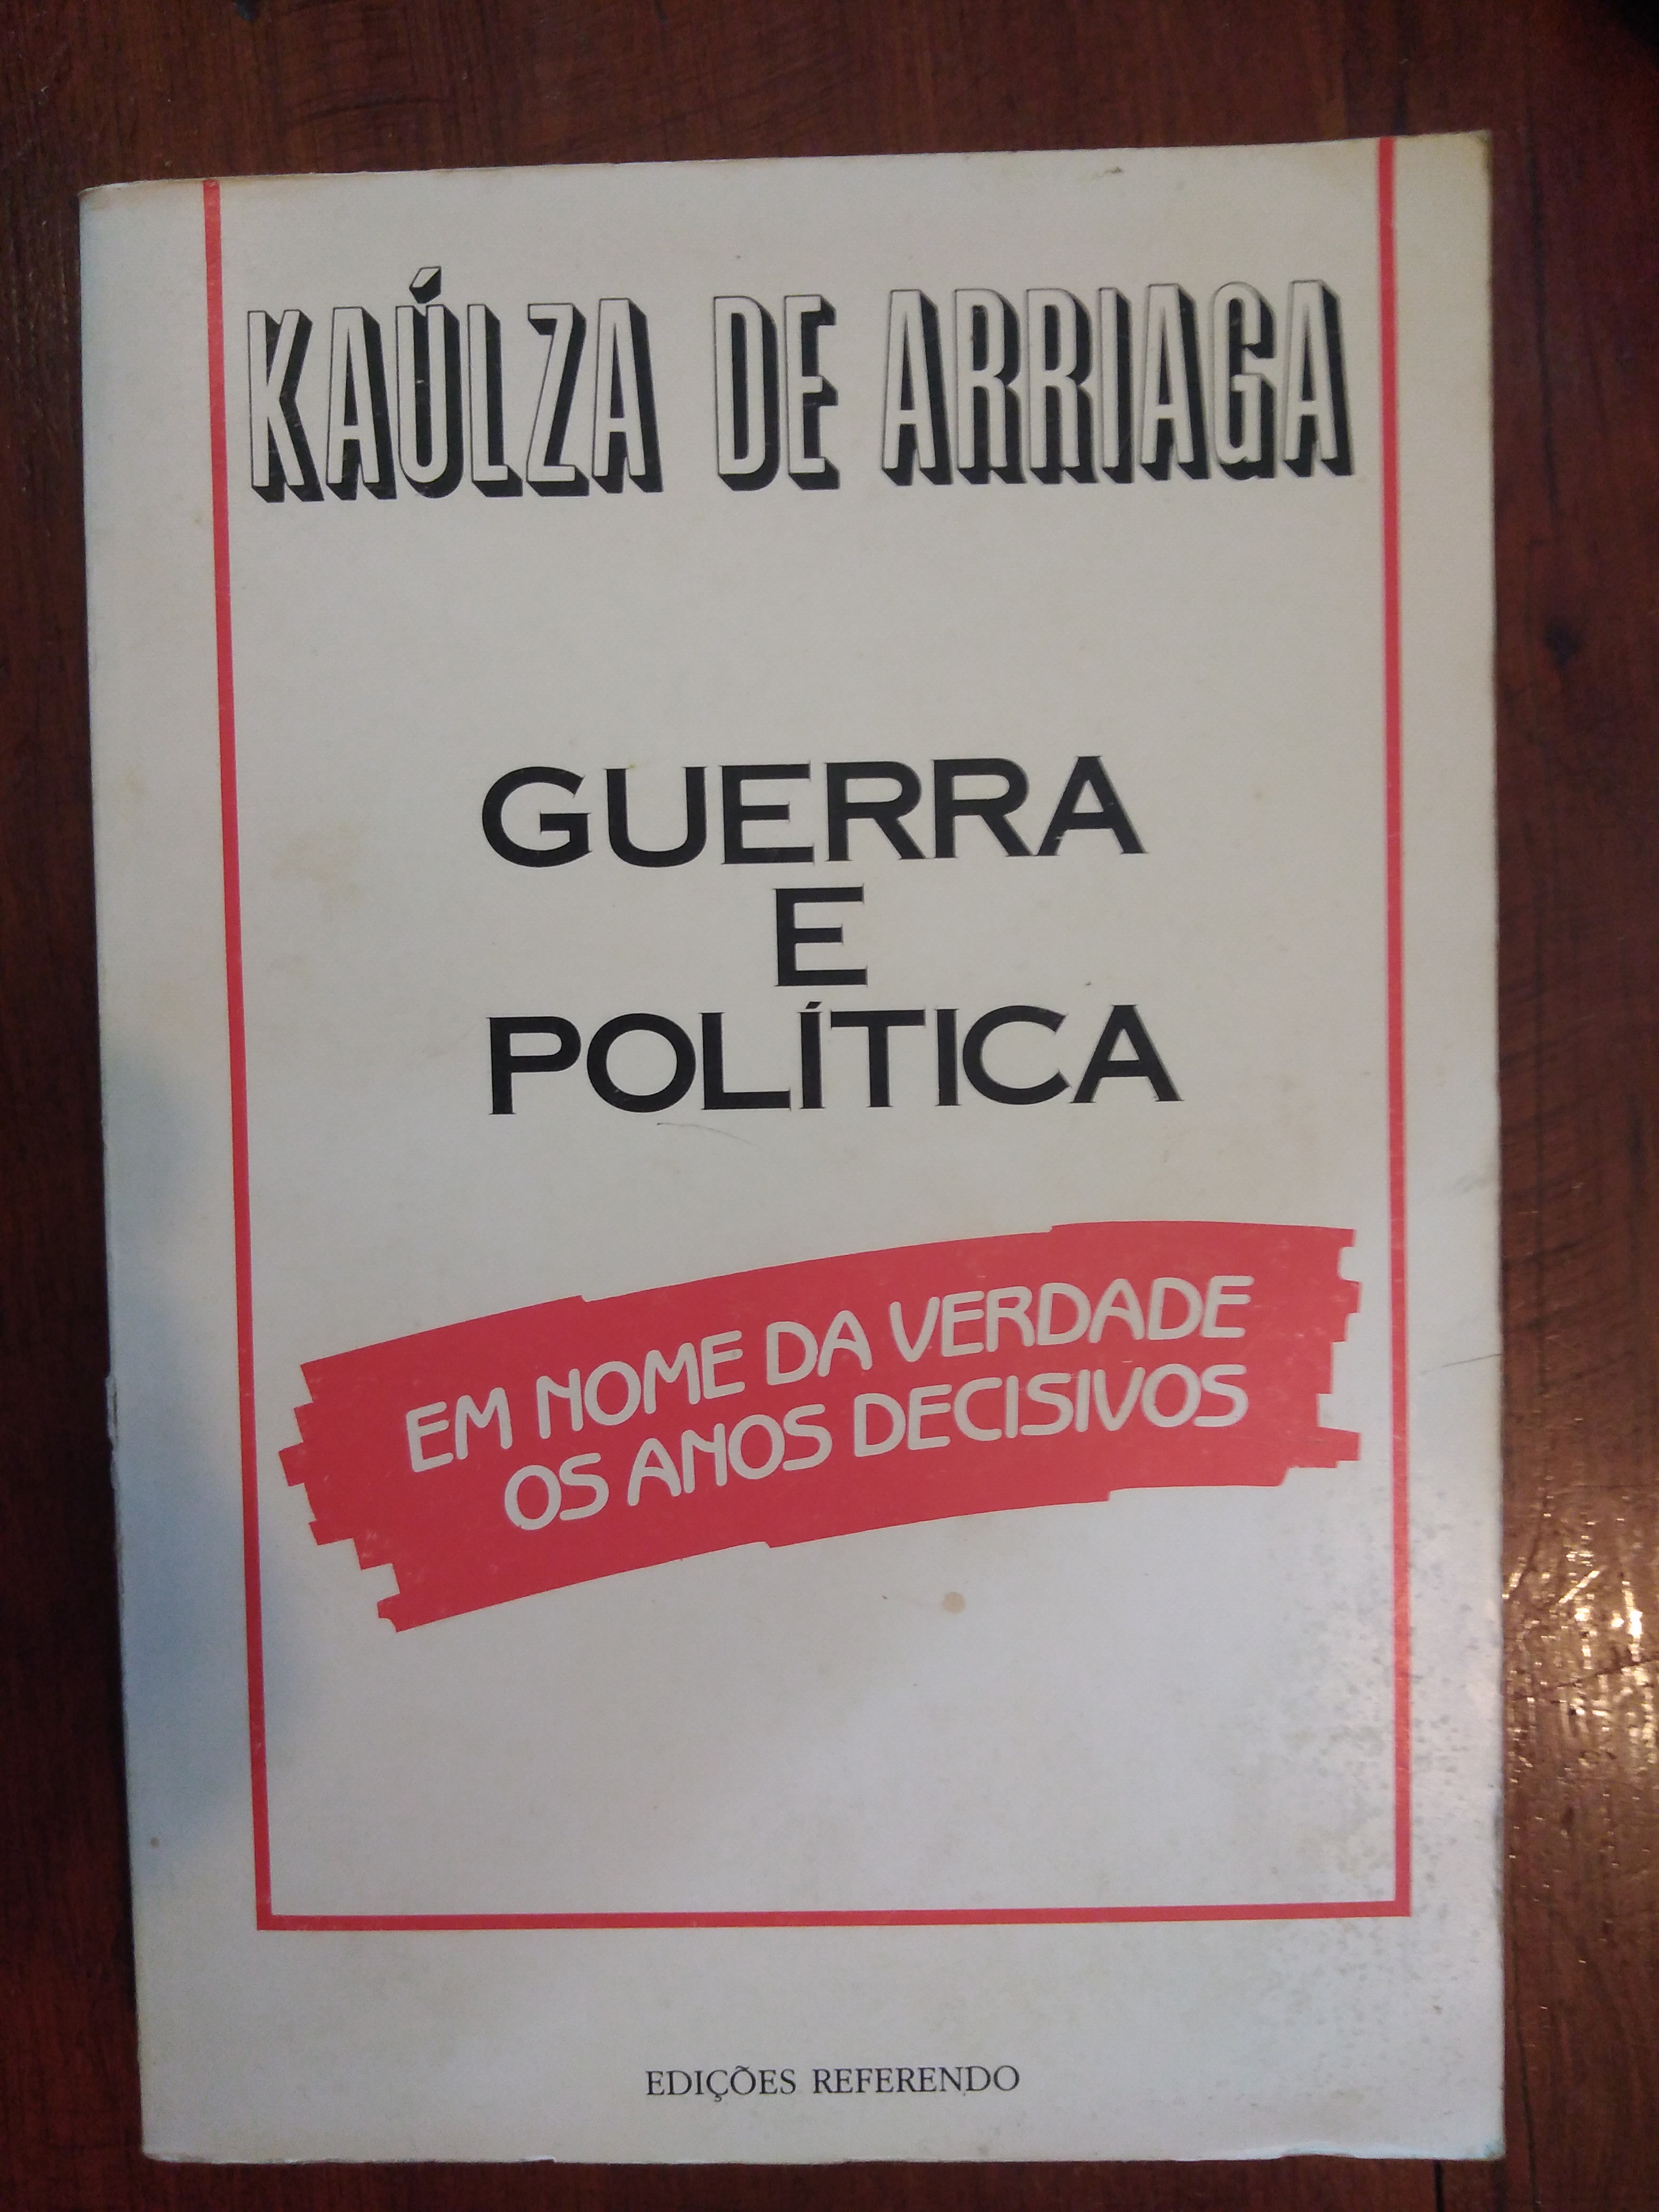 KAÚLZA DE ARRIAGA
GUERRA
E
POLÍTICA
EM NOME DA VERDADE
OS ANOS DECISIVOS
EDIÇÕES REFERENDO